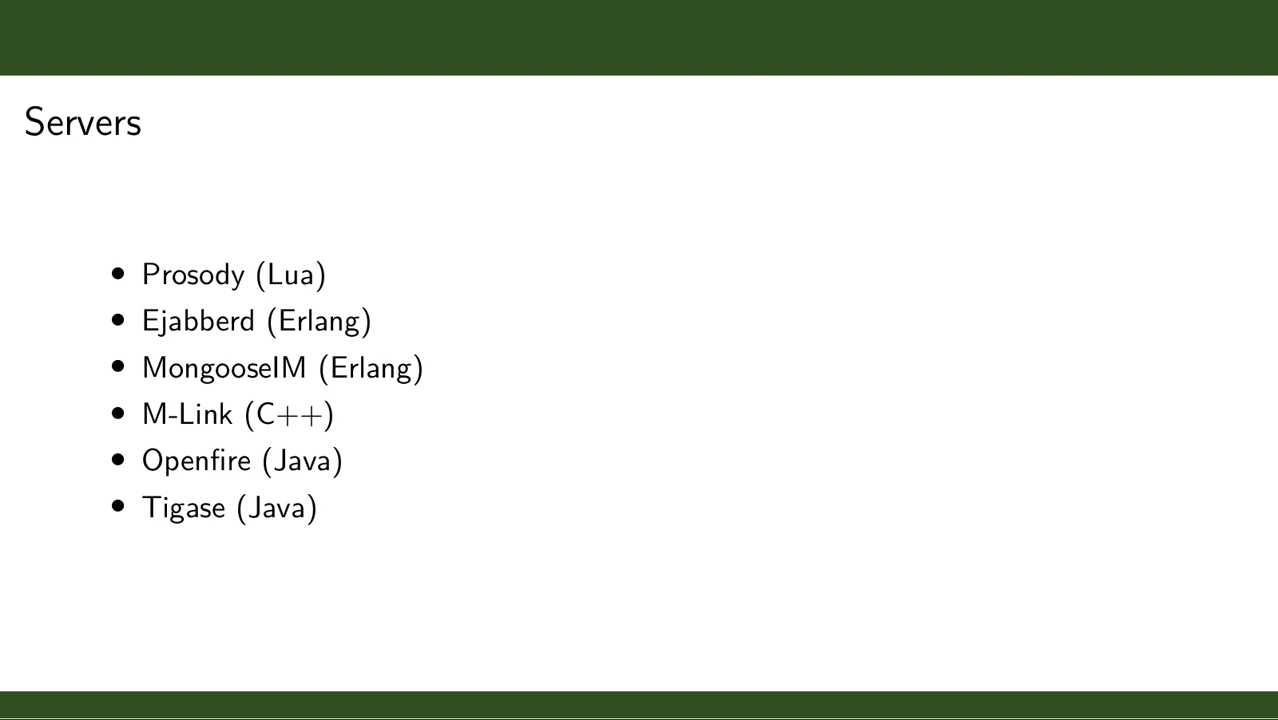 Servers
• Prosody (Lua)
• Ejabberd (Erlang)
• MongooseIM (Erlang)
• M-Link (C++)
• Openfire (Java)
• Tigase (Java)